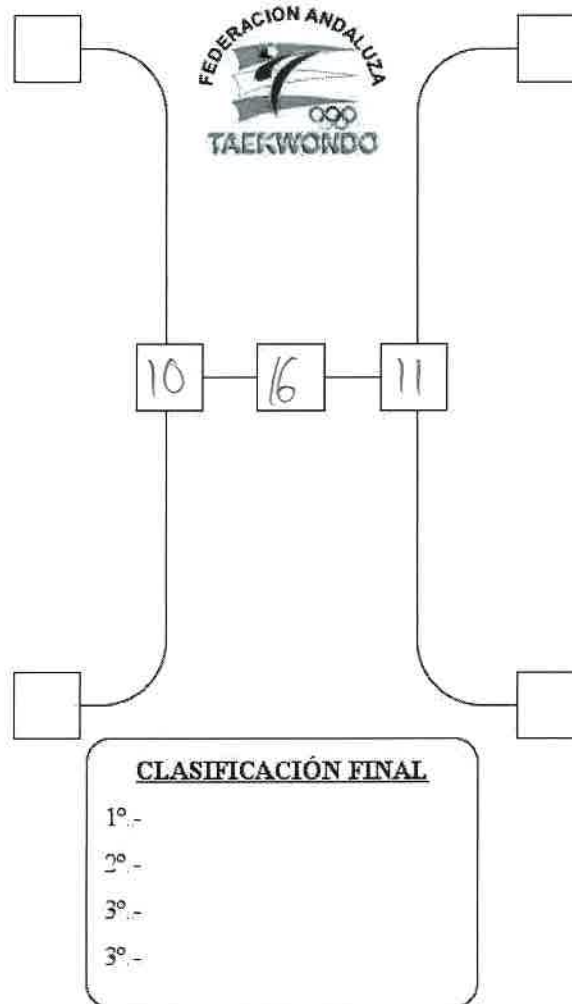 FEDERACION ANDALUZA
TAEKWONDO
10 16 11
CLASIFICACIÓN FINAL
1º.-
2º.-
3º.-
3º.-